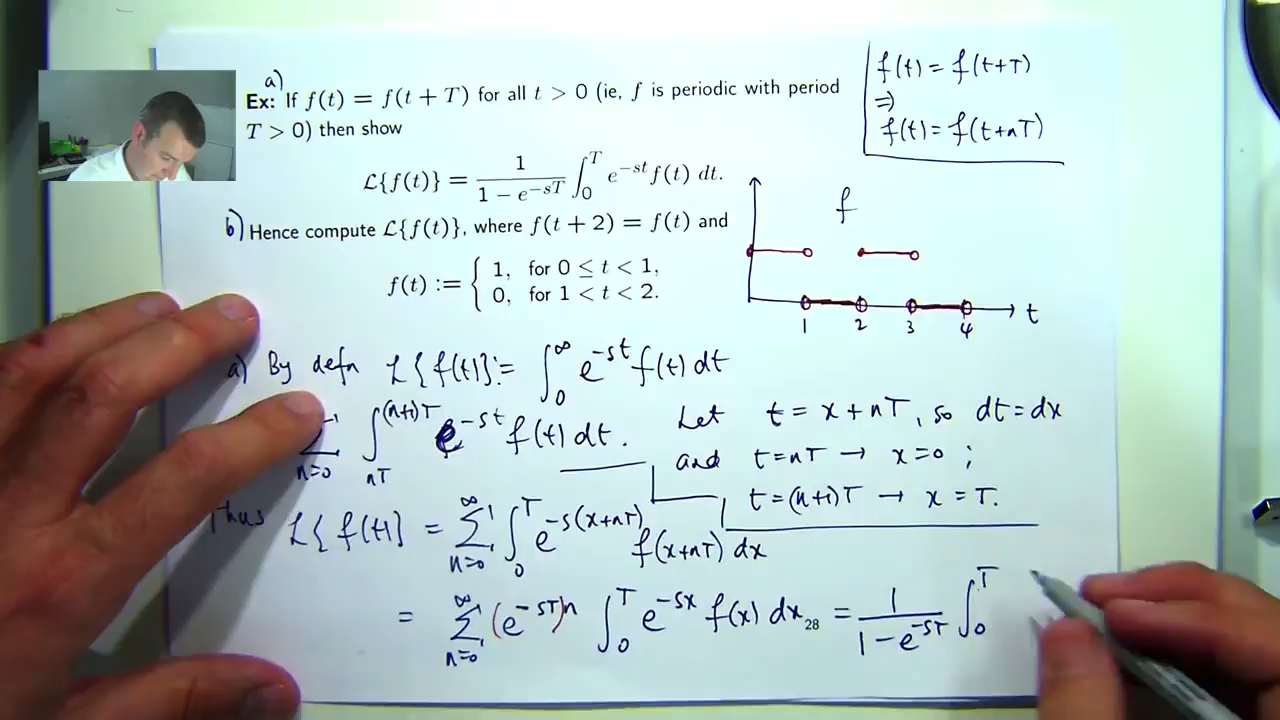 a)
Ex: If f(t) = f(t + T) for all t > 0 (ie, f is periodic with period
T > 0) then show
L{f(t)} = 1/(1 − e^{−sT}) ∫_0^T e^{−st} f(t) dt.
b) Hence compute L{f(t)}, where f(t + 2) = f(t) and
f(t) := { 1, for 0 ≤ t < 1,
0, for 1 < t < 2.
f(t) = f(t+T)
⇒
f(t) = f(t+nT)
f
t
1 2 3 4
a) By defn L{f(t)} := ∫_0^∞ e^{-st} f(t) dt
Σ_{n=0} ∫_{nT}^{(n+1)T} e^{-st} f(t) dt.
Let t = x + nT, so dt = dx
and t = nT → x = 0 ;
t = (n+1)T → x = T.
Thus L{f(t)} = Σ_{n=0}^∞ ∫_0^T e^{-s(x+nT)} f(x+nT) dx
= Σ_{n=0}^∞ (e^{-sT})^n ∫_0^T e^{-sx} f(x) dx = 1/(1 - e^{-sT}) ∫_0^T
28